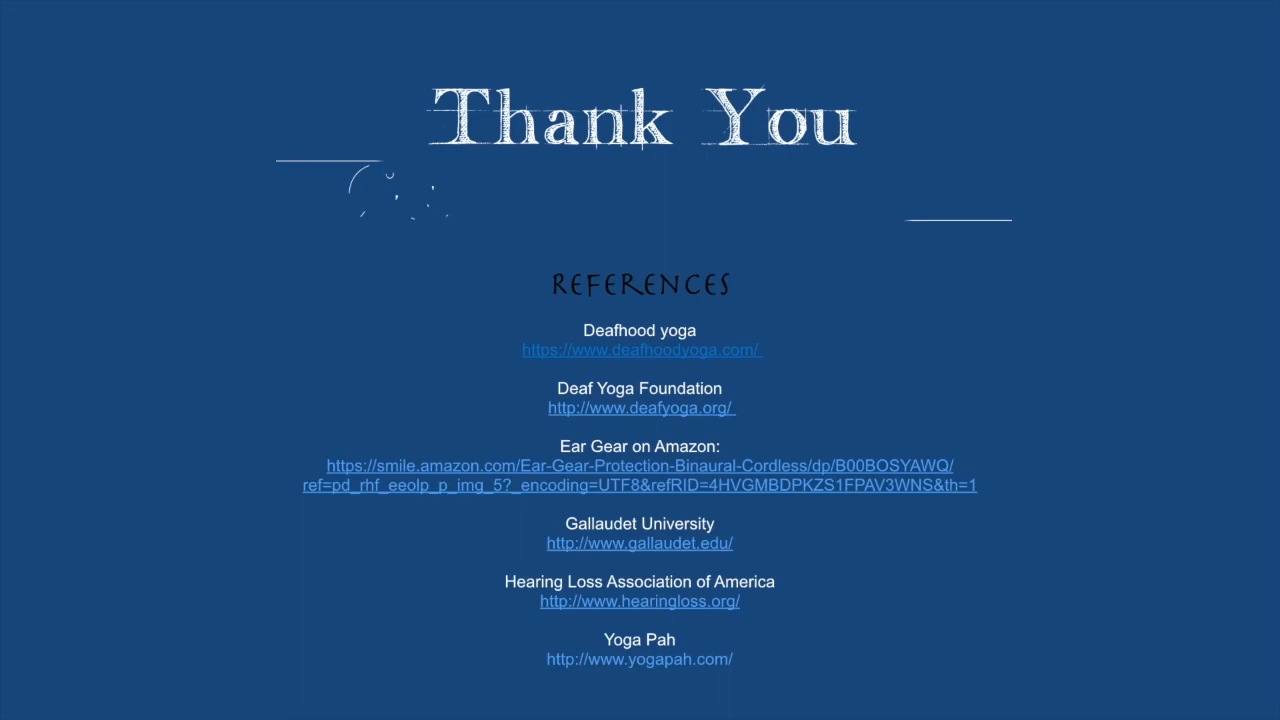 Thank You
REFERENCES
Deafhood yoga
https://www.deafhoodyoga.com/
Deaf Yoga Foundation
http://www.deafyoga.org/
Ear Gear on Amazon:
https://smile.amazon.com/Ear-Gear-Protection-Binaural-Cordless/dp/B00BOSYAWQ/
ref=pd_rhf_eeolp_p_img_5?_encoding=UTF8&refRID=4HVGMBDPKZS1FPAV3WNS&th=1
Gallaudet University
http://www.gallaudet.edu/
Hearing Loss Association of America
http://www.hearingloss.org/
Yoga Pah
http://www.yogapah.com/